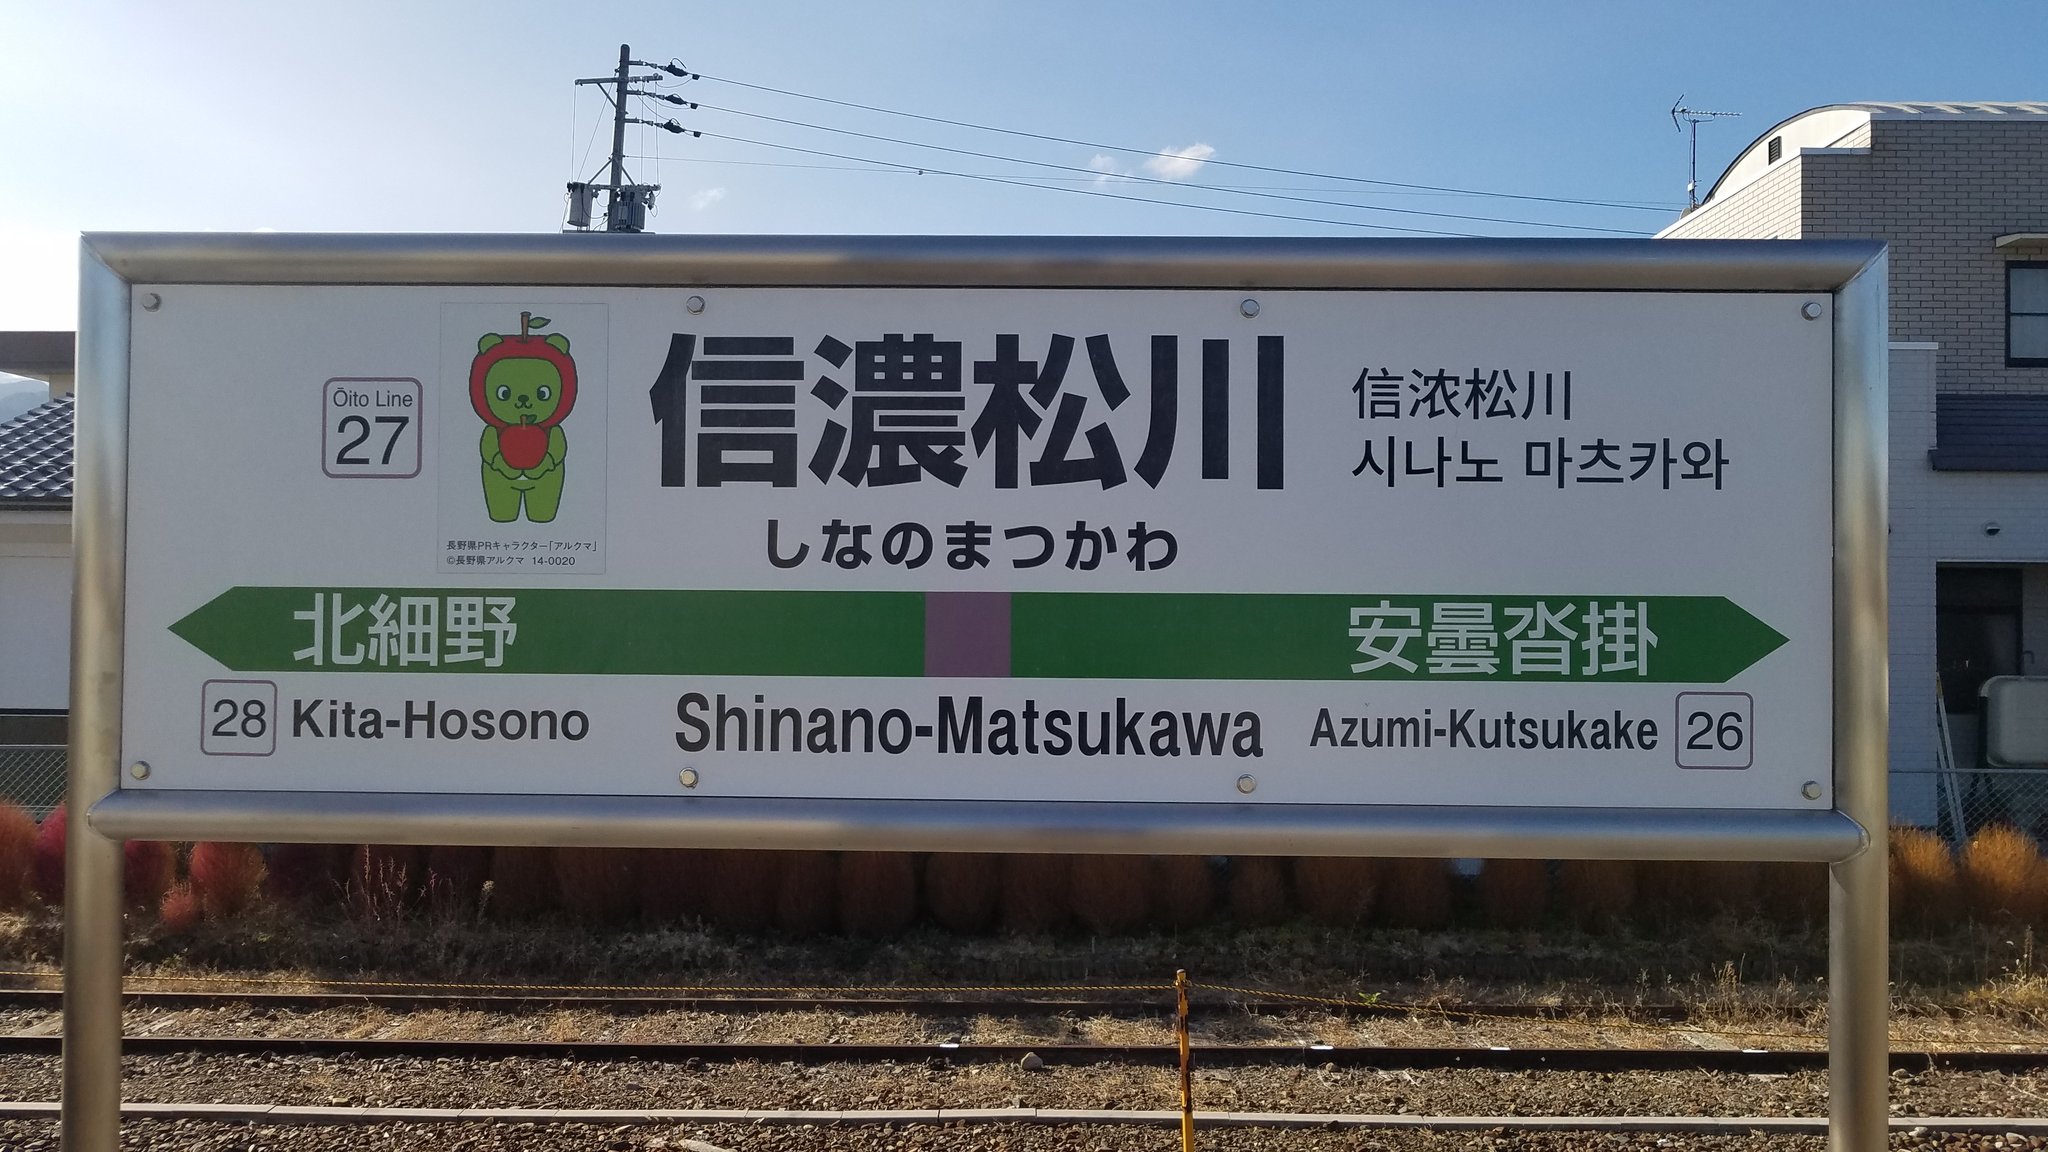 Ōito Line
27
長野県PRキャラクター「アルクマ」
©長野県アルクマ 14-0020
信濃松川
しなのまつかわ
信浓松川
시나노 마츠카와
北細野
安曇沓掛
28 Kita-Hosono
Shinano-Matsukawa
Azumi-Kutsukake 26